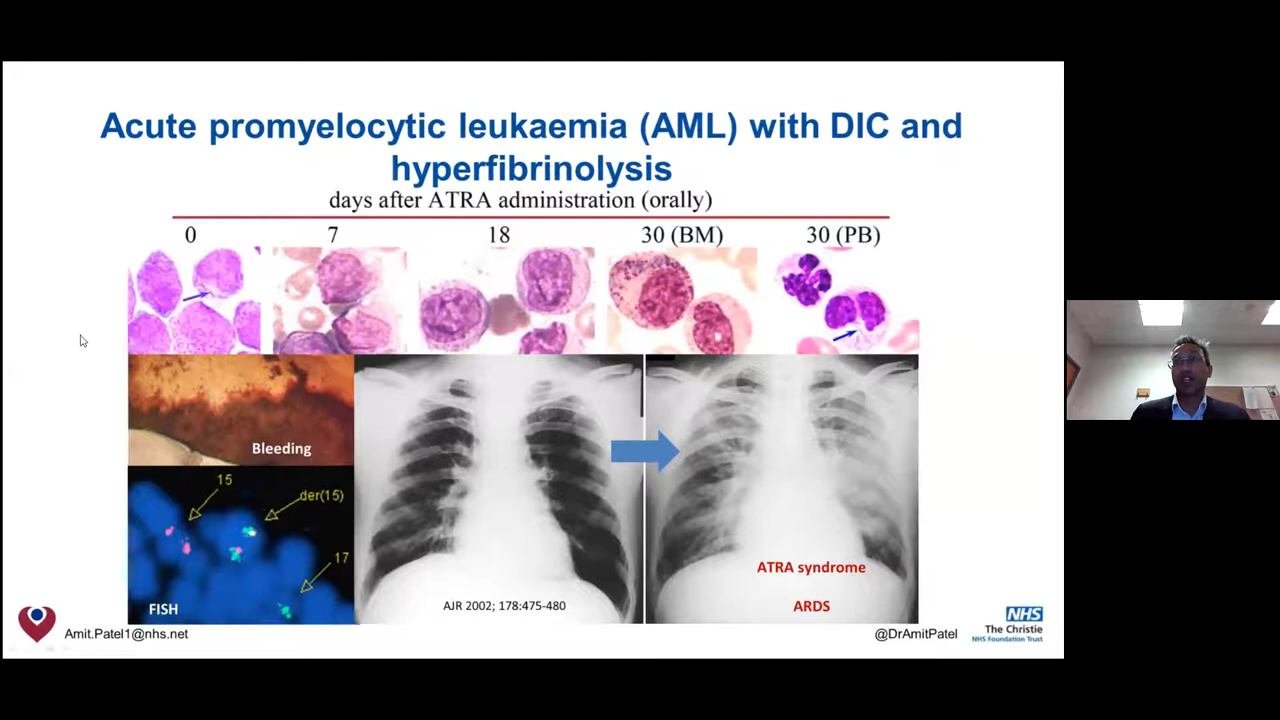 Acute promyelocytic leukaemia (AML) with DIC and
hyperfibrinolysis
days after ATRA administration (orally)
0 7 18 30 (BM) 30 (PB)
Bleeding
15
der(15)
17
FISH
AJR 2002; 178:475-480
ATRA syndrome
ARDS
Amit.Patel1@nhs.net
@DrAmitPatel
NHS
The Christie
NHS Foundation Trust